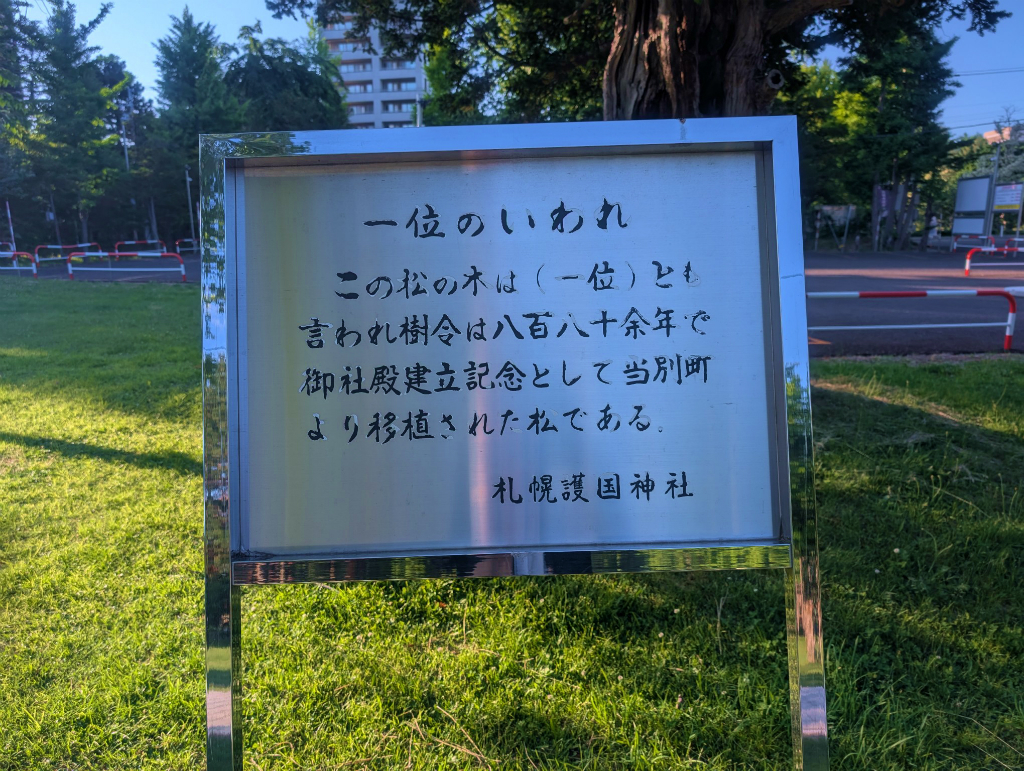 一位のいわれ
この松の木は(一位)とも
言われ樹令は八百八十余年で
御社殿建立記念として当別町
より移植された松である。
札幌護国神社